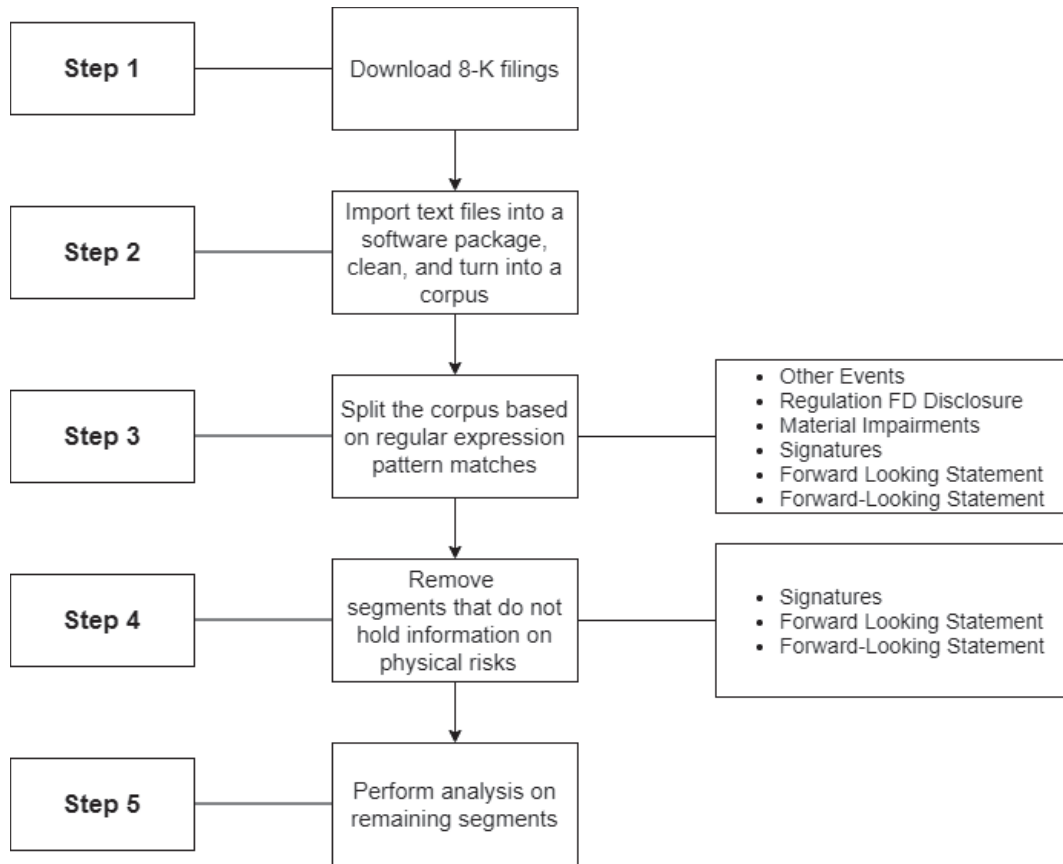 Step 1
Download 8-K filings
Step 2
Import text files into a
software package,
clean, and turn into a
corpus
Step 3
Split the corpus based
on regular expression
pattern matches
• Other Events
• Regulation FD Disclosure
• Material Impairments
• Signatures
• Forward Looking Statement
• Forward-Looking Statement
Step 4
Remove
segments that do not
hold information on
physical risks
• Signatures
• Forward Looking Statement
• Forward-Looking Statement
Step 5
Perform analysis on
remaining segments